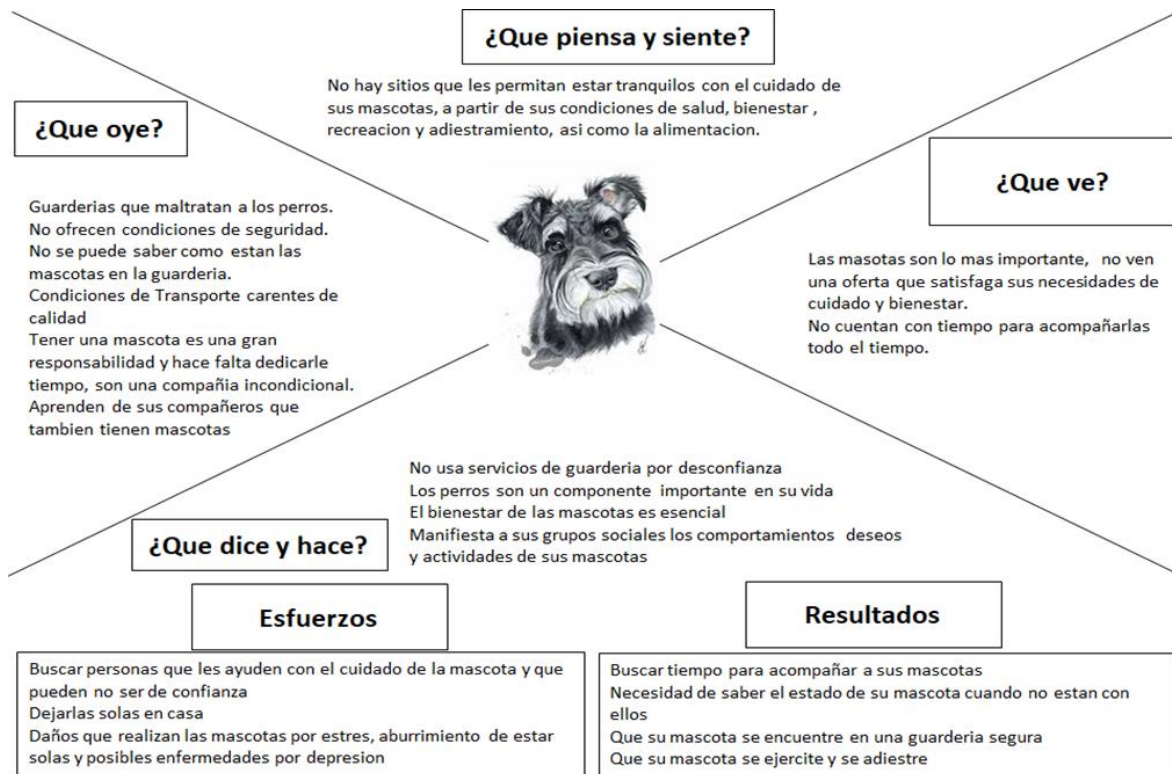 ¿Que piensa y siente?
No hay sitios que les permitan estar tranquilos con el cuidado de
sus mascotas, a partir de sus condiciones de salud, bienestar ,
recreacion y adiestramiento, asi como la alimentacion.
¿Que oye?
Guarderias que maltratan a los perros.
No ofrecen condiciones de seguridad.
No se puede saber como estan las
mascotas en la guarderia.
Condiciones de Transporte carentes de
calidad
Tener una mascota es una gran
responsabilidad y hace falta dedicarle
tiempo, son una compañia incondicional.
Aprenden de sus compañeros que
tambien tienen mascotas
¿Que ve?
Las masotas son lo mas importante, no ven
una oferta que satisfaga sus necesidades de
cuidado y bienestar.
No cuentan con tiempo para acompañarlas
todo el tiempo.
No usa servicios de guarderia por desconfianza
Los perros son un componente importante en su vida
El bienestar de las mascotas es esencial
Manifiesta a sus grupos sociales los comportamientos deseos
y actividades de sus mascotas
¿Que dice y hace?
Esfuerzos
Buscar personas que les ayuden con el cuidado de la mascota y que
pueden no ser de confianza
Dejarlas solas en casa
Daños que realizan las mascotas por estres, aburrimiento de estar
solas y posibles enfermedades por depresion
Resultados
Buscar tiempo para acompañar a sus mascotas
Necesidad de saber el estado de su mascota cuando no estan con
ellos
Que su mascota se encuentre en una guarderia segura
Que su mascota se ejercite y se adiestre